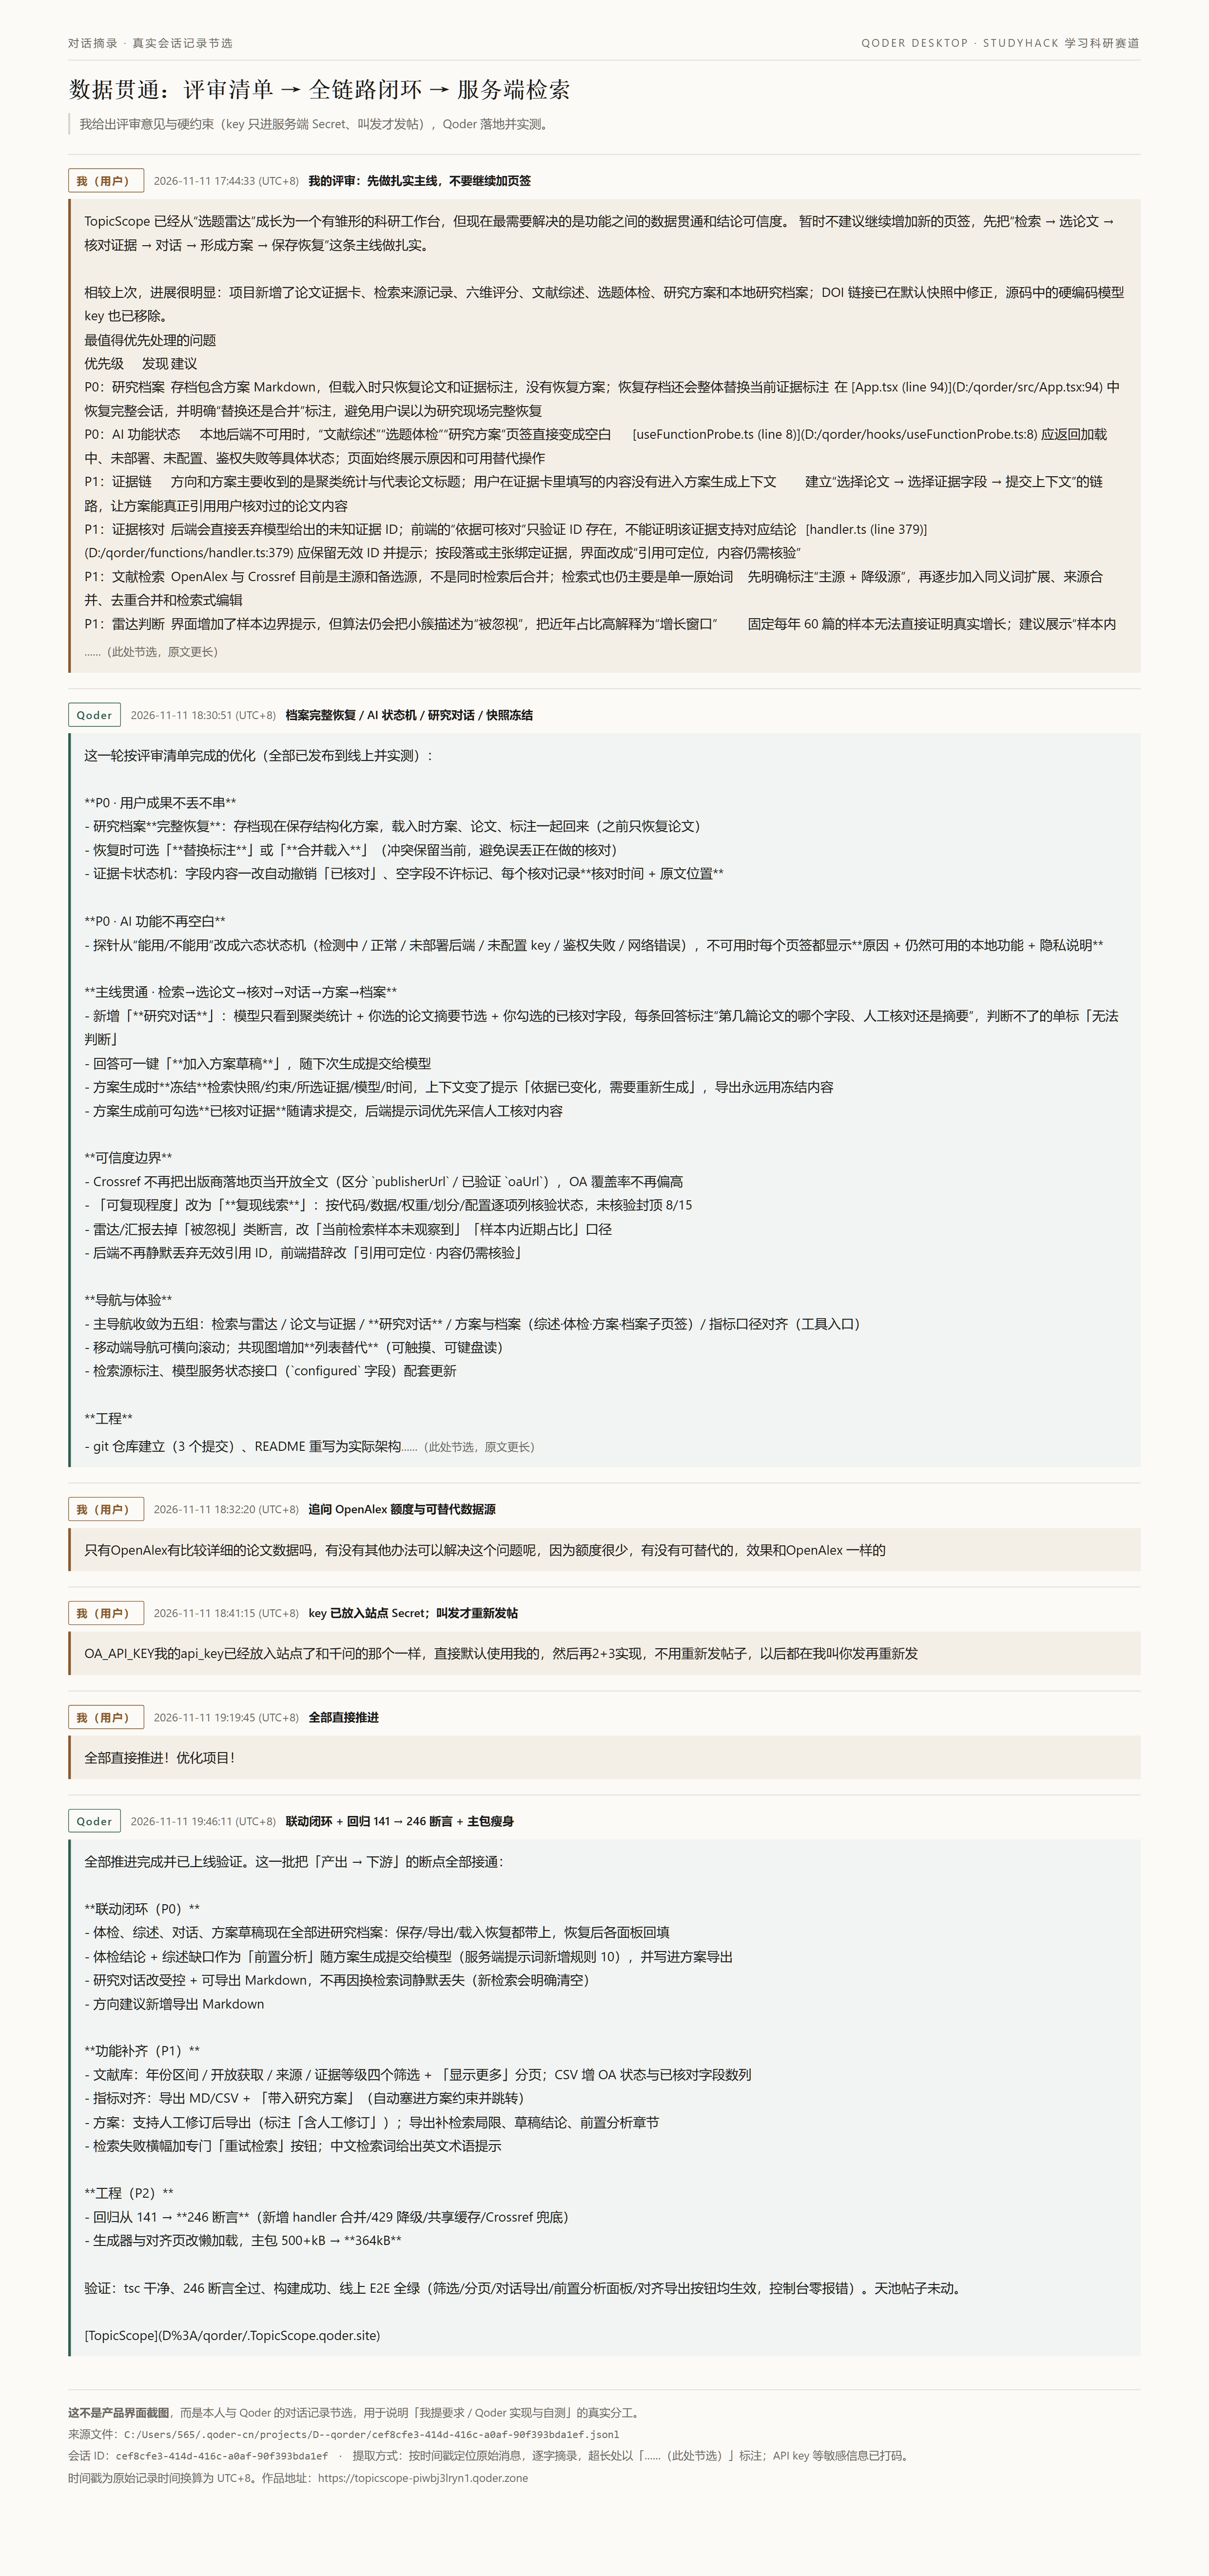 对话摘录 · 真实会话记录节选
QODER DESKTOP · STUDYHACK 学习科研赛道
数据贯通：评审清单 → 全链路闭环 → 服务端检索
我给出评审意见与硬约束（key 只进服务端 Secret、叫发才发帖），Qoder 落地并实测。
我（用户） 2026-11-11 17:44:33 (UTC+8) 我的评审：先做扎实主线，不要继续加页签
TopicScope 已经从“选题雷达”成长为一个有雏形的科研工作台，但现在最需要解决的是功能之间的数据贯通和结论可信度。 暂时不建议继续增加新的页签，先把“检索 → 选论文 →
核对证据 → 对话 → 形成方案 → 保存恢复”这条主线做扎实。
相较上次，进展很明显：项目新增了论文证据卡、检索来源记录、六维评分、文献综述、选题体检、研究方案和本地研究档案；DOI 链接已在默认快照中修正，源码中的硬编码模型
key 也已移除。
最值得优先处理的问题
优先级 发现 建议
P0：研究档案 存档包含方案 Markdown，但载入时只恢复论文和证据标注，没有恢复方案；恢复存档还会整体替换当前证据标注 在 [App.tsx (line 94)](D:/qorder/src/App.tsx:94) 中
恢复完整会话，并明确“替换还是合并”标注，避免用户误以为研究现场完整恢复
P0：AI 功能状态 本地后端不可用时，“文献综述”“选题体检”“研究方案”页签直接变成空白 [useFunctionProbe.ts (line 8)](D:/qorder/hooks/useFunctionProbe.ts:8) 应返回加载
中、未部署、未配置、鉴权失败等具体状态；页面始终展示原因和可用替代操作
P1：证据链 方向和方案主要收到的是聚类统计与代表论文标题；用户在证据卡里填写的内容没有进入方案生成上下文 建立“选择论文 → 选择证据字段 → 提交上下文”的链
路，让方案能真正引用用户核对过的论文内容
P1：证据核对 后端会直接丢弃模型给出的未知证据 ID；前端的“依据可核对”只验证 ID 存在，不能证明该证据支持对应结论 [handler.ts (line 379)]
(D:/qorder/functions/handler.ts:379) 应保留无效 ID 并提示；按段落或主张绑定证据，界面改成“引用可定位，内容仍需核验”
P1：文献检索 OpenAlex 与 Crossref 目前是主源和备选源，不是同时检索后合并；检索式也仍主要是单一原始词 先明确标注“主源 + 降级源”，再逐步加入同义词扩展、来源合
并、去重合并和检索式编辑
P1：雷达判断 界面增加了样本边界提示，但算法仍会把小簇描述为“被忽视”，把近年占比高解释为“增长窗口” 固定每年 60 篇的样本无法直接证明真实增长；建议展示“样本内
……（此处节选，原文更长）
Qoder 2026-11-11 18:30:51 (UTC+8) 档案完整恢复 / AI 状态机 / 研究对话 / 快照冻结
这一轮按评审清单完成的优化（全部已发布到线上并实测）：
**P0 · 用户成果不丢不串**
- 研究档案**完整恢复**：存档现在保存结构化方案，载入时方案、论文、标注一起回来（之前只恢复论文）
- 恢复时可选「**替换标注**」或「**合并载入**」（冲突保留当前，避免误丢正在做的核对）
- 证据卡状态机：字段内容一改自动撤销「已核对」、空字段不许标记、每个核对记录**核对时间 + 原文位置**
**P0 · AI 功能不再空白**
- 探针从“能用/不能用”改成六态状态机（检测中 / 正常 / 未部署后端 / 未配置 key / 鉴权失败 / 网络错误），不可用时每个页签都显示**原因 + 仍然可用的本地功能 + 隐私说明**
**主线贯通 · 检索→选论文→核对→对话→方案→档案**
- 新增「**研究对话**」：模型只看到聚类统计 + 你选的论文摘要节选 + 你勾选的已核对字段，每条回答标注“第几篇论文的哪个字段、人工核对还是摘要”，判断不了的单标「无法
判断」
- 回答可一键「**加入方案草稿**」，随下次生成提交给模型
- 方案生成时**冻结**检索快照/约束/所选证据/模型/时间，上下文变了提示「依据已变化，需要重新生成」，导出永远用冻结内容
- 方案生成前可勾选**已核对证据**随请求提交，后端提示词优先采信人工核对内容
**可信度边界**
- Crossref 不再把出版商落地页当开放全文（区分 `publisherUrl` / 已验证 `oaUrl`），OA 覆盖率不再偏高
- 「可复现程度」改为「**复现线索**」：按代码/数据/权重/划分/配置逐项列核验状态，未核验封顶 8/15
- 雷达/汇报去掉「被忽视」类断言，改「当前检索样本未观察到」「样本内近期占比」口径
- 后端不再静默丢弃无效引用 ID，前端措辞改「引用可定位 · 内容仍需核验」
**导航与体验**
- 主导航收敛为五组：检索与雷达 / 论文与证据 / **研究对话** / 方案与档案（综述·体检·方案·档案子页签）/ 指标口径对齐（工具入口）
- 移动端导航可横向滚动；共现图增加**列表替代**（可触摸、可键盘读）
- 检索源标注、模型服务状态接口（`configured` 字段）配套更新
**工程**
- git 仓库建立（3 个提交）、README 重写为实际架构……（此处节选，原文更长）
我（用户） 2026-11-11 18:32:20 (UTC+8) 追问 OpenAlex 额度与可替代数据源
只有OpenAlex有比较详细的论文数据吗，有没有其他办法可以解决这个问题呢，因为额度很少，有没有可替代的，效果和OpenAlex 一样的
我（用户） 2026-11-11 18:41:15 (UTC+8) key 已放入站点 Secret；叫发才重新发帖
OA_API_KEY我的api_key已经放入站点了和千问的那个一样，直接默认使用我的，然后再2+3实现，不用重新发帖子，以后都在我叫你发再重新发
我（用户） 2026-11-11 19:19:45 (UTC+8) 全部直接推进
全部直接推进！优化项目！
Qoder 2026-11-11 19:46:11 (UTC+8) 联动闭环 + 回归 141 → 246 断言 + 主包瘦身
全部推进完成并已上线验证。这一批把「产出 → 下游」的断点全部接通：
**联动闭环（P0）**
- 体检、综述、对话、方案草稿现在全部进研究档案：保存/导出/载入恢复都带上，恢复后各面板回填
- 体检结论 + 综述缺口作为「前置分析」随方案生成提交给模型（服务端提示词新增规则 10），并写进方案导出
- 研究对话改受控 + 可导出 Markdown，不再因换检索词静默丢失（新检索会明确清空）
- 方向建议新增导出 Markdown
**功能补齐（P1）**
- 文献库：年份区间 / 开放获取 / 来源 / 证据等级四个筛选 + 「显示更多」分页；CSV 增 OA 状态与已核对字段数列
- 指标对齐：导出 MD/CSV + 「带入研究方案」（自动塞进方案约束并跳转）
- 方案：支持人工修订后导出（标注「含人工修订」）；导出补检索局限、草稿结论、前置分析章节
- 检索失败横幅加专门「重试检索」按钮；中文检索词给出英文术语提示
**工程（P2）**
- 回归从 141 → **246 断言**（新增 handler 合并/429 降级/共享缓存/Crossref 兜底）
- 生成器与对齐页改懒加载，主包 500+kB → **364kB**
验证：tsc 干净、246 断言全过、构建成功、线上 E2E 全绿（筛选/分页/对话导出/前置分析面板/对齐导出按钮均生效，控制台零报错）。天池帖子未动。
[TopicScope](D%3A/qorder/.TopicScope.qoder.site)
这不是产品界面截图，而是本人与 Qoder 的对话记录节选，用于说明「我提要求 / Qoder 实现与自测」的真实分工。
来源文件：C:/Users/565/.qoder-cn/projects/D--qorder/cef8cfe3-414d-416c-a0af-90f393bda1ef.jsonl
会话 ID：cef8cfe3-414d-416c-a0af-90f393bda1ef · 提取方式：按时间戳定位原始消息，逐字摘录，超长处以「……（此处节选）」标注；API key 等敏感信息已打码。
时间戳为原始记录时间换算为 UTC+8。作品地址：https://topicscope-piwbj3lryn1.qoder.zone